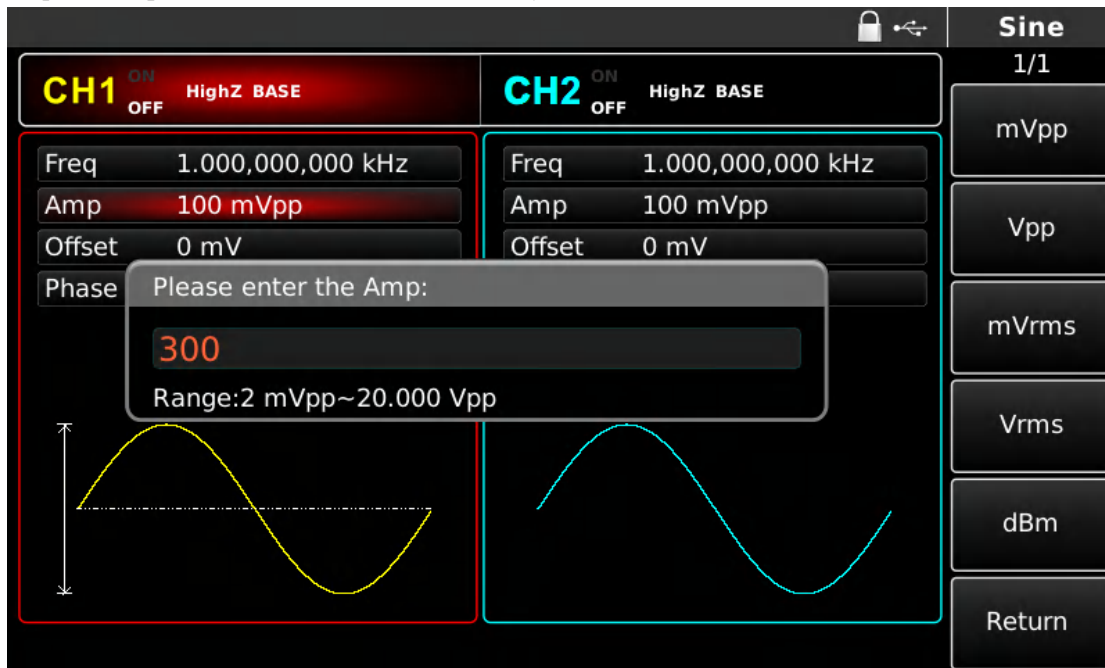 Sine
1/1
CH1 ON OFF HighZ BASE
CH2 ON OFF HighZ BASE
Freq 1.000,000,000 kHz
Amp 100 mVpp
Offset 0 mV
Phase
Freq 1.000,000,000 kHz
Amp 100 mVpp
Offset 0 mV
Please enter the Amp:
300
Range:2 mVpp~20.000 Vpp
mVpp
Vpp
mVrms
Vrms
dBm
Return